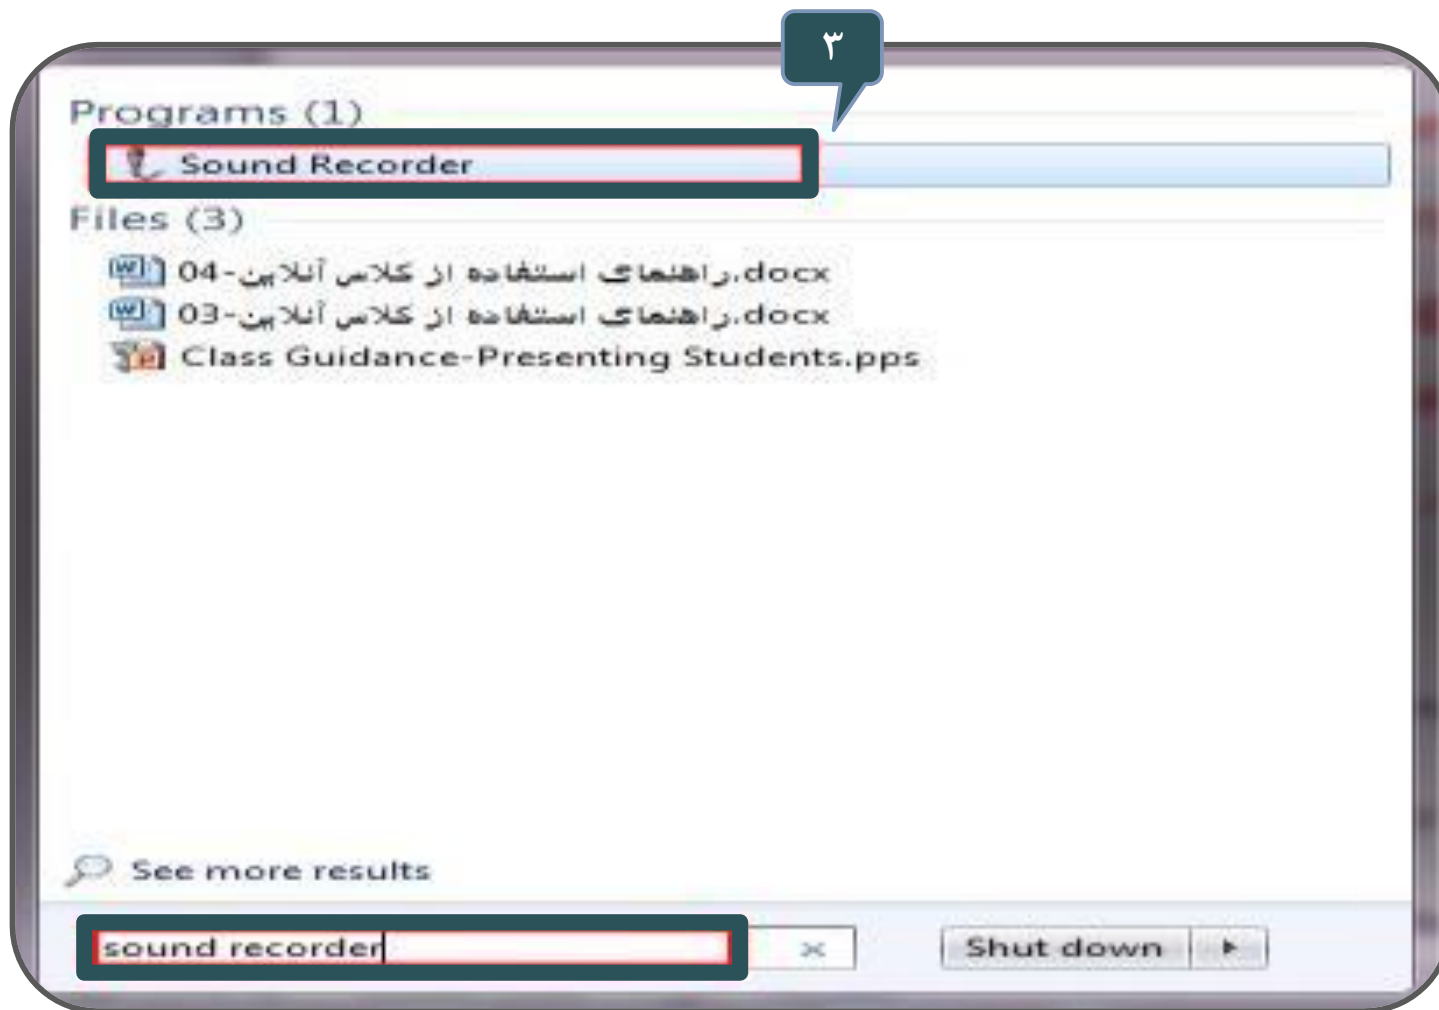 ۳
Programs (1)
Sound Recorder
Files (3)
راهنمای استفاده از کلاس آنلاین-04.docx
راهنمای استفاده از کلاس آنلاین-03.docx
Class Guidance-Presenting Students.pps
See more results
sound recorder
Shut down